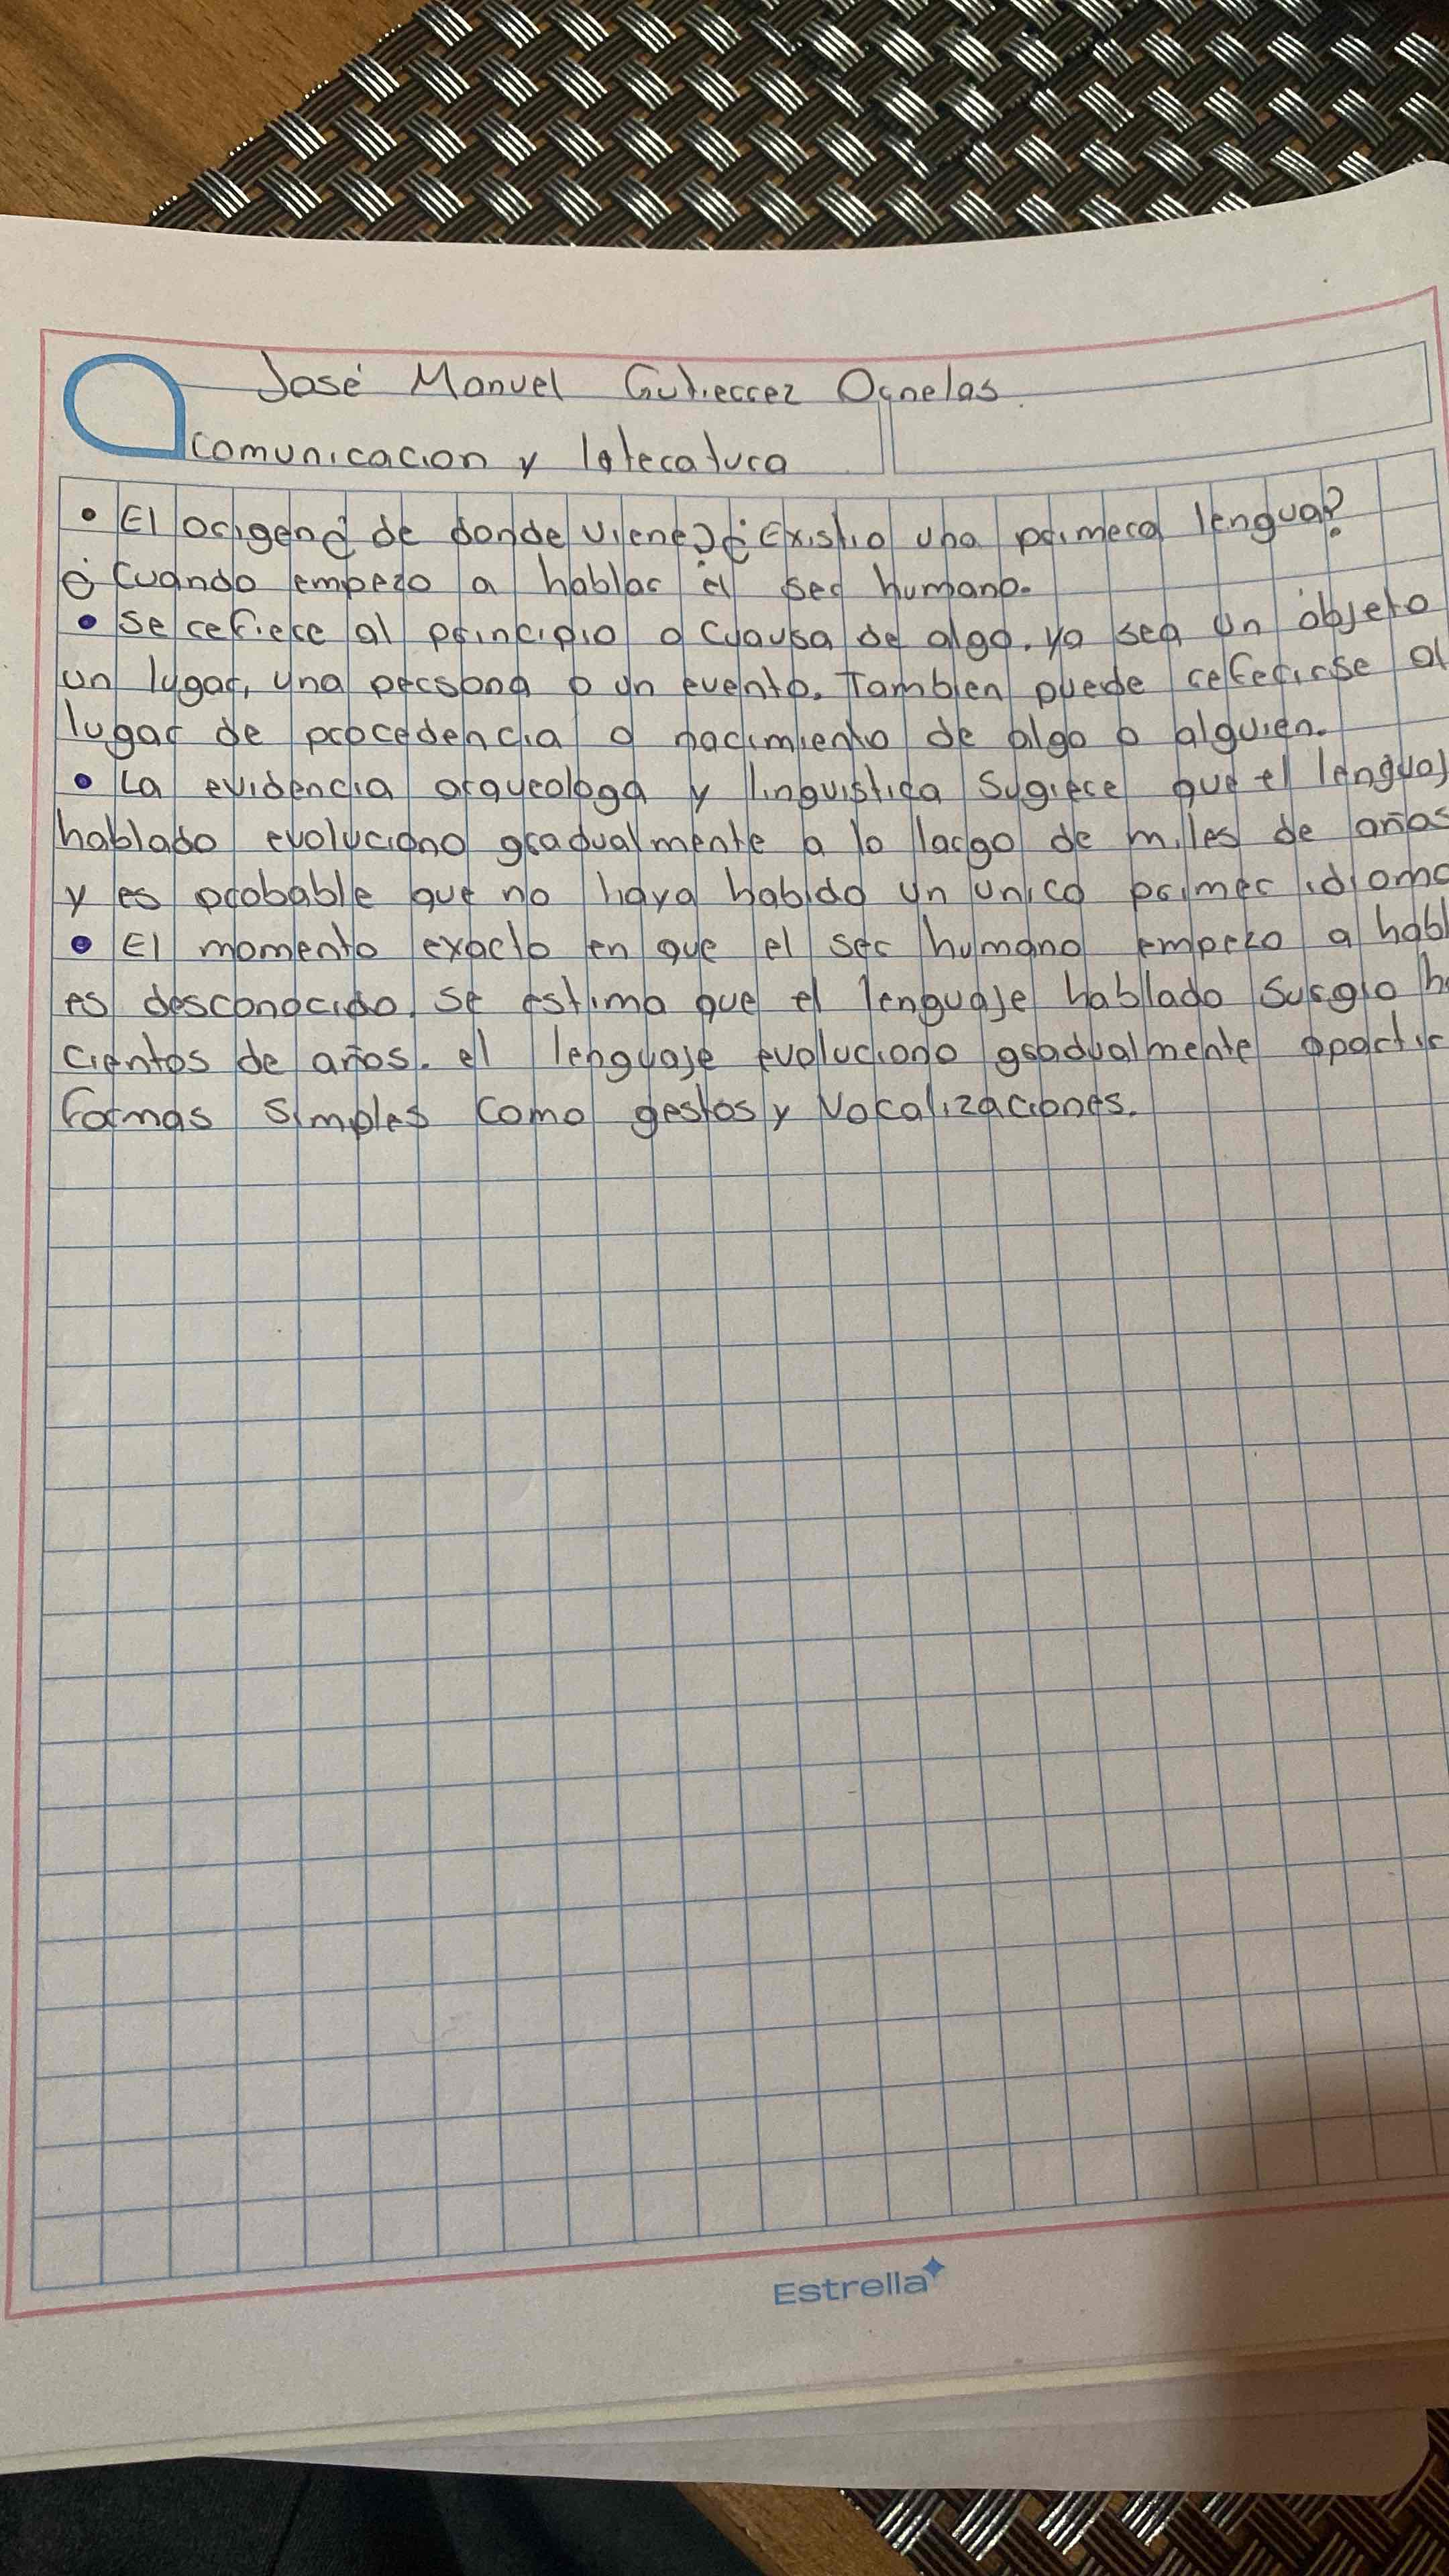 José Manuel Gutierrez Ornelas
comunicacion y lateratura
• El origen ¿ de donde viene? ¿Existio una primera lengua?
¿ Cuando empezo a hablar el ser humano.
• Se refiere al principio o cuausa de algo, ya sea un objeto
un lugar, una persona o un evento. Tambien puede referirse al
lugar de procedencia o nacimiento de algo o alguien.
• La evidencia arqueologa y linguistica sugiere que el lenguaj
hablado evoluciono gradualmente a lo largo de miles de años
y es probable que no haya habido un unico primer idioma
• El momento exacto en que el ser humano empezo a habl
es desconocido, se estima que el lenguaje hablado surgio h
cientos de años. el lenguaje evoluciono gradualmente apartir
formas simples como gestos y vocalizaciones.
Estrella